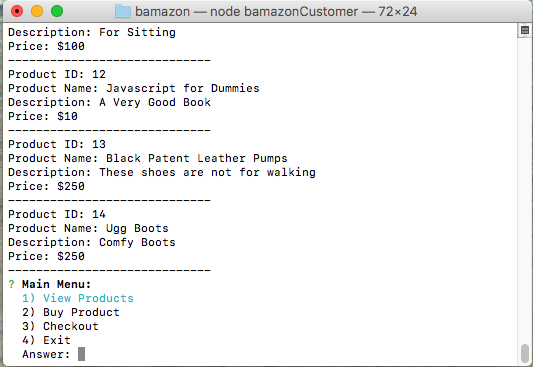 bamazon — node bamazonCustomer — 72×24
Description: For Sitting
Price: $100
-----------------------------
Product ID: 12
Product Name: Javascript for Dummies
Description: A Very Good Book
Price: $10
-----------------------------
Product ID: 13
Product Name: Black Patent Leather Pumps
Description: These shoes are not for walking
Price: $250
-----------------------------
Product ID: 14
Product Name: Ugg Boots
Description: Comfy Boots
Price: $250
-----------------------------
? Main Menu:
1) View Products
2) Buy Product
3) Checkout
4) Exit
Answer: